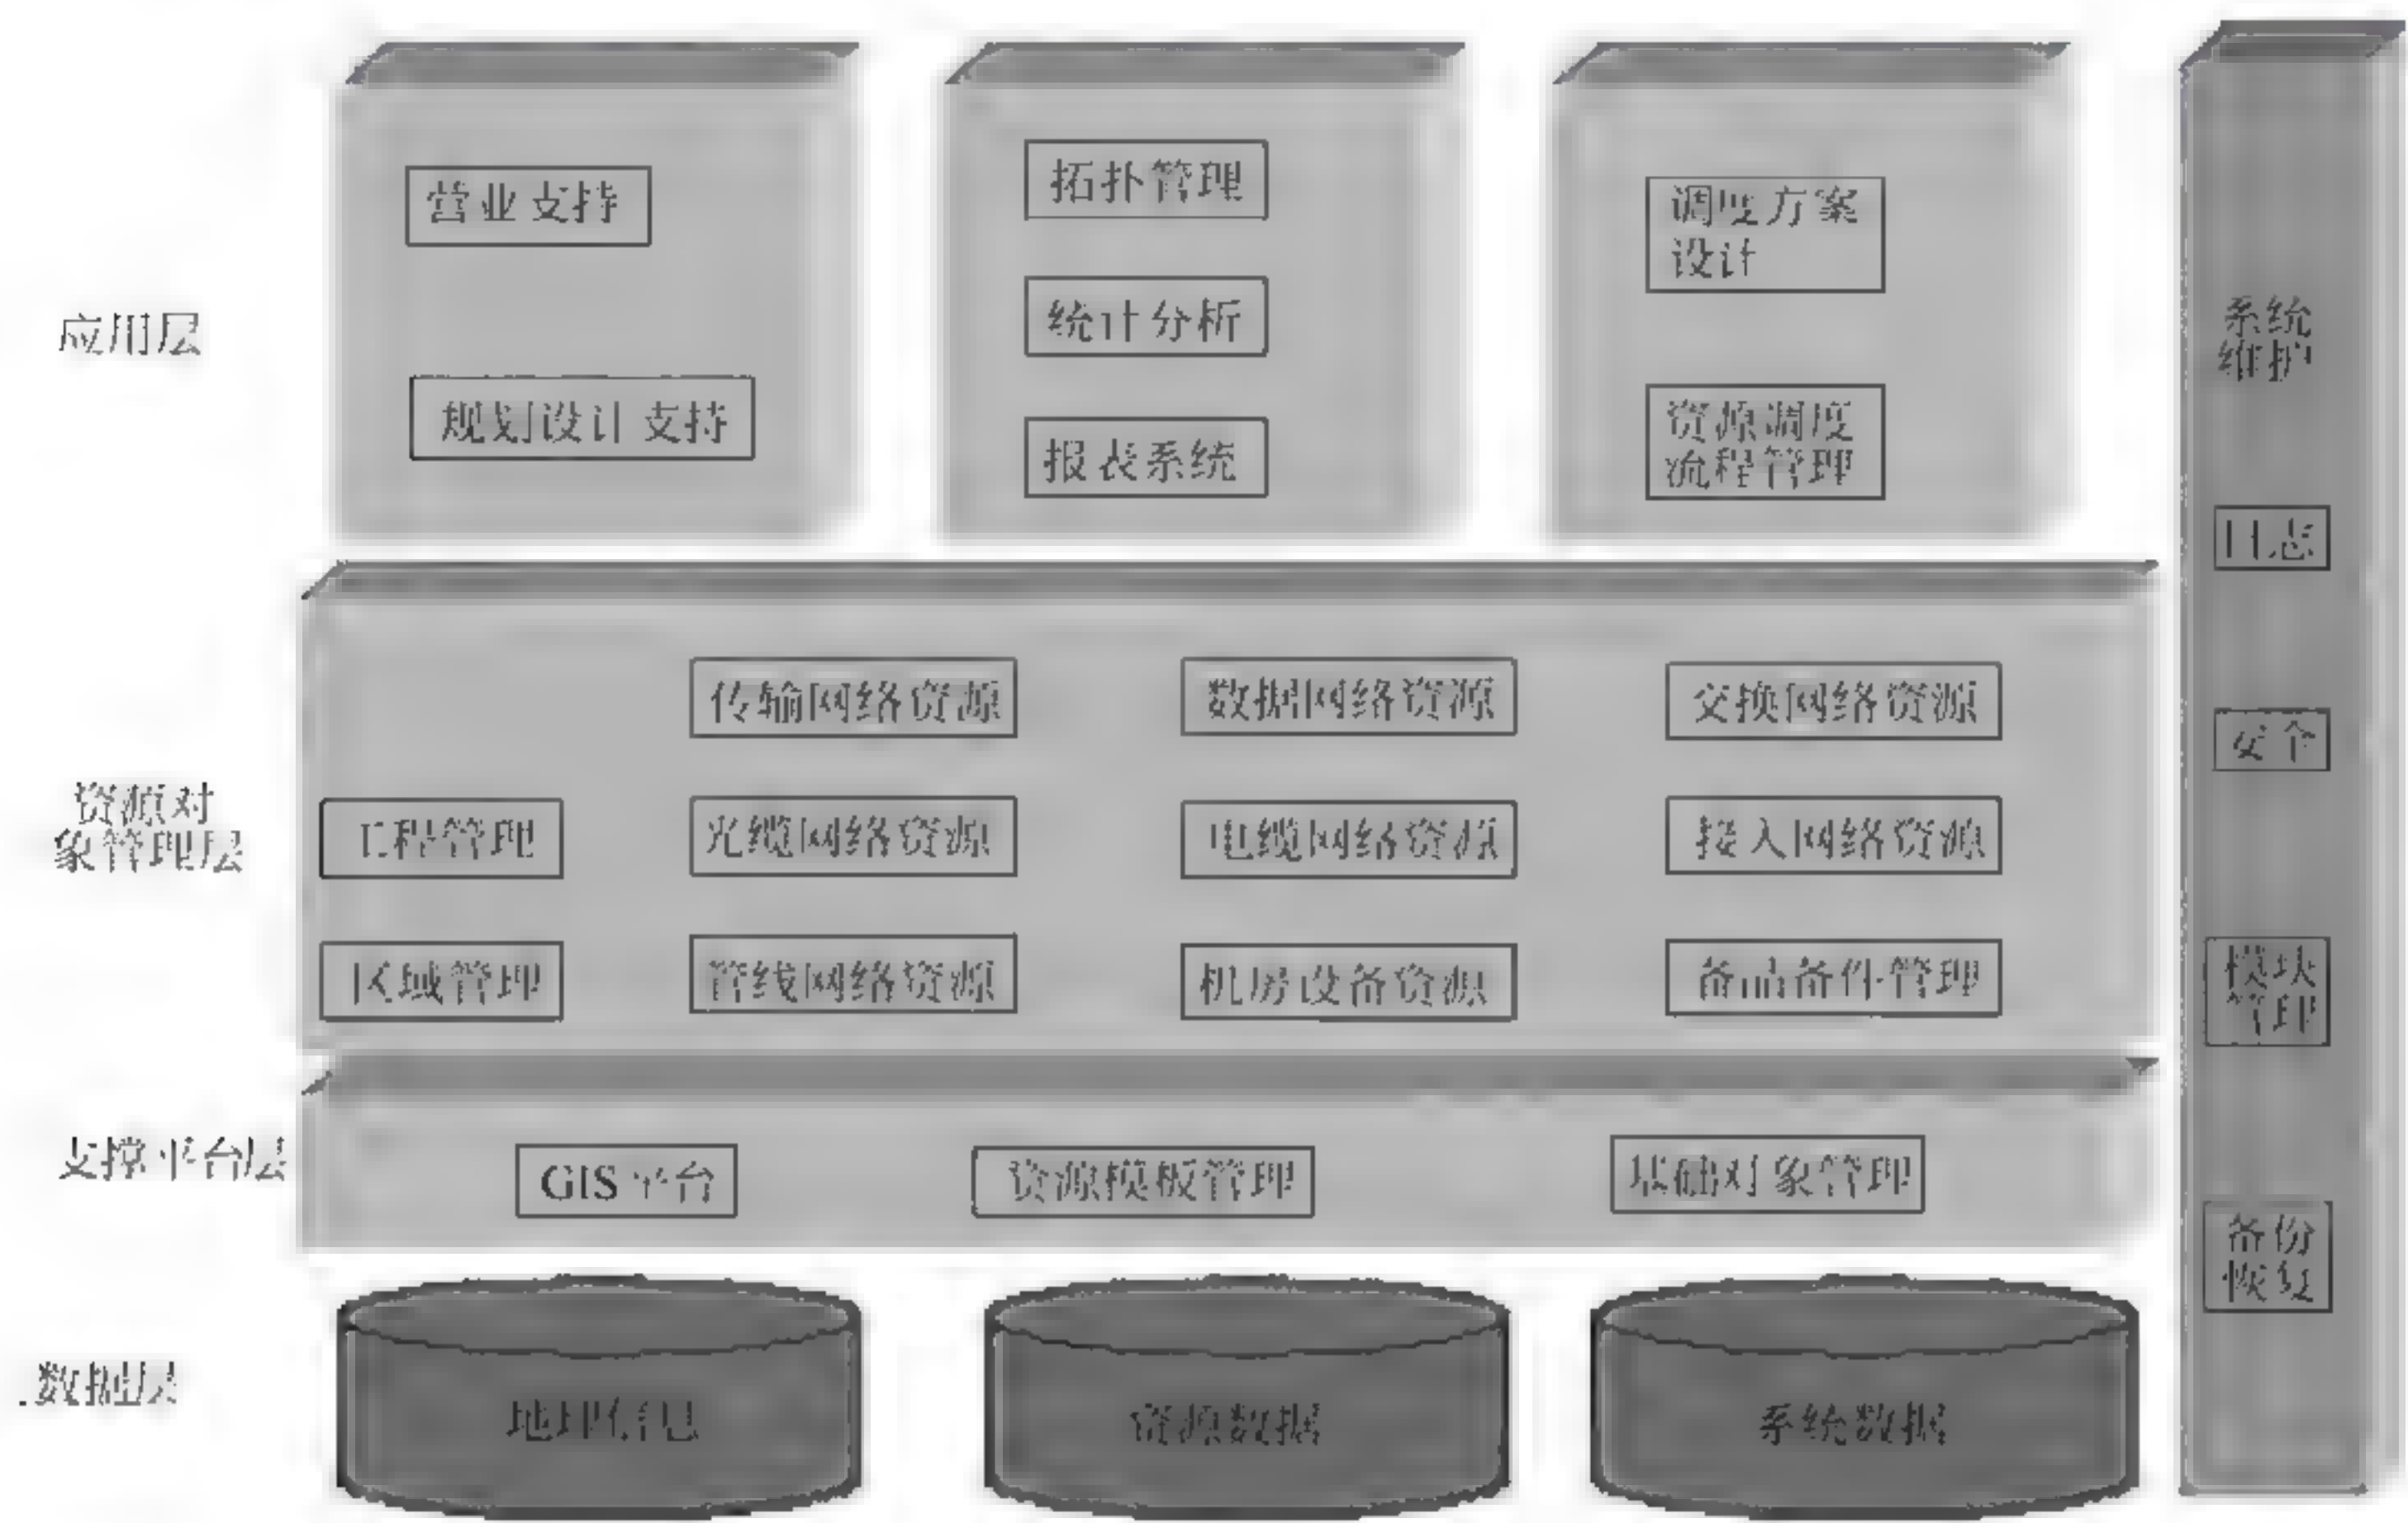 应用层
营业支持
规划设计支持
拓扑管理
统计分析
报表系统
调度方案
设计
资源调度
流程管理
资源对
象管理层
传输网络资源
数据网络资源
交换网络资源
工程管理
光缆网络资源
电缆网络资源
接入网络资源
区域管理
管线网络资源
机房设备资源
备品备件管理
支撑平台层
GIS平台
资源模板管理
基础对象管理
数据层
地理信息
资源数据
系统数据
系统
维护
日志
安全
模块
管理
备份
恢复